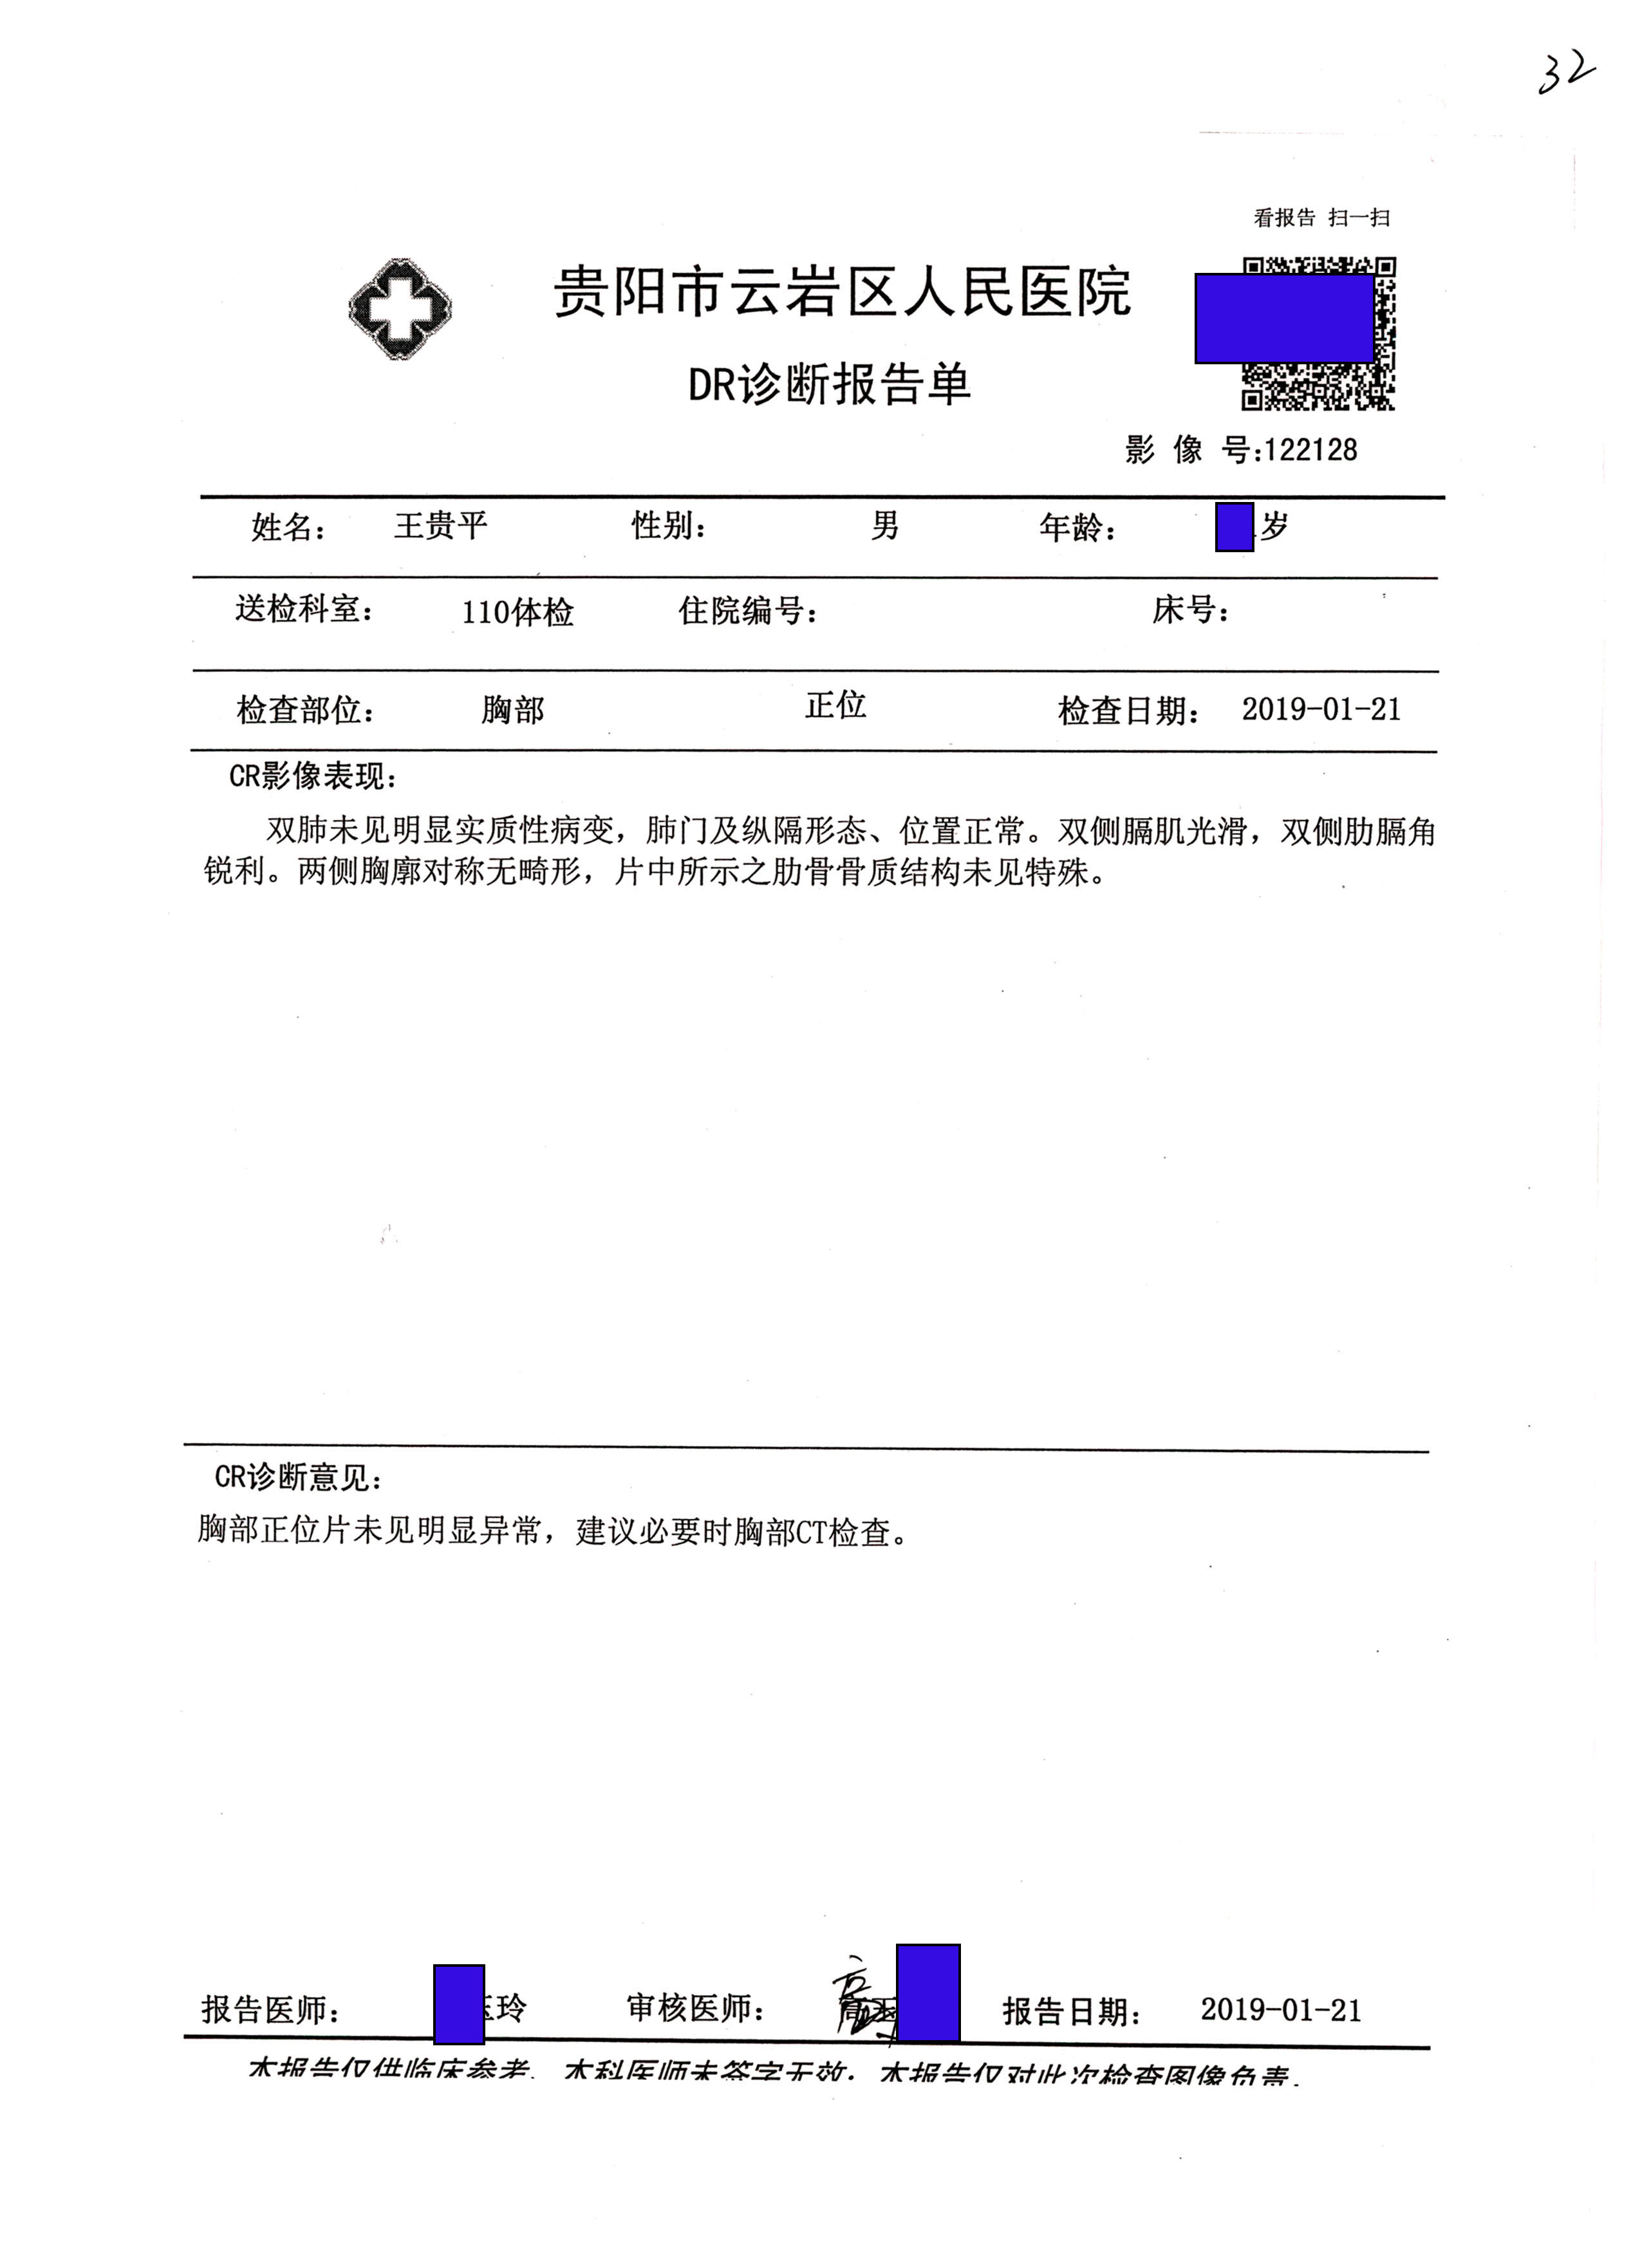 32
看报告 扫一扫
贵阳市云岩区人民医院
DR诊断报告单
影 像 号:122128
姓名: 王贵平 性别: 男 年龄: 岁
送检科室: 110体检 住院编号: 床号:
检查部位: 胸部 正位 检查日期: 2019-01-21
CR影像表现:
双肺未见明显实质性病变，肺门及纵隔形态、位置正常。双侧膈肌光滑，双侧肋膈角
锐利。两侧胸廓对称无畸形，片中所示之肋骨骨质结构未见特殊。
CR诊断意见:
胸部正位片未见明显异常，建议必要时胸部CT检查。
报告医师: 玲 审核医师: 报告日期: 2019-01-21
本报告仅供临床参考，本科医师未签字无效；本报告仅对此次检查图像负责.